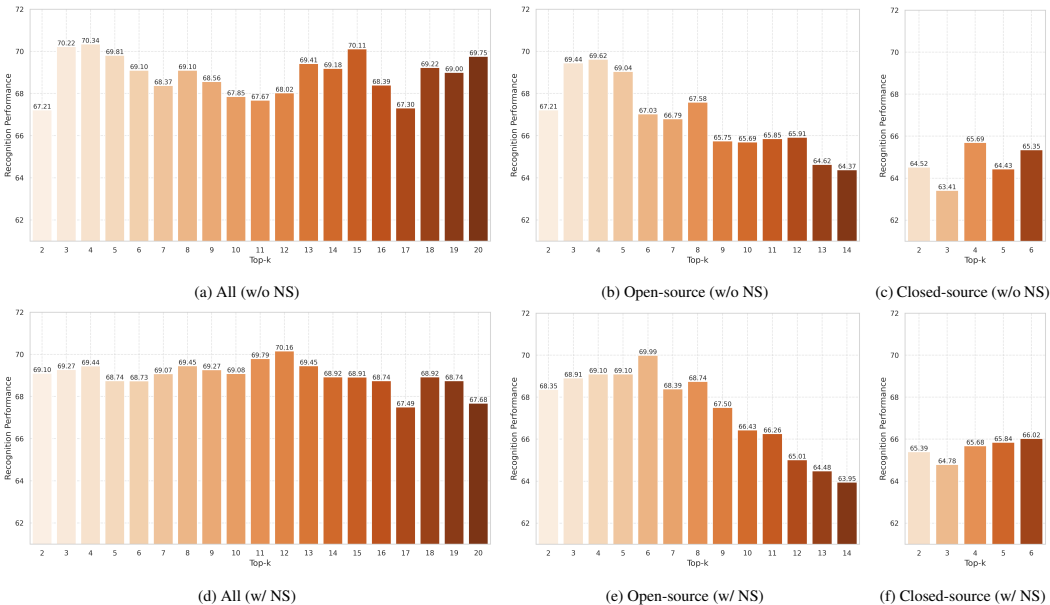 72
70
68
66
64
62
Recognition Performance
67.21 70.22 70.34 69.81 69.10 68.37 69.10 68.56 67.85 67.67 68.02 69.41 69.18 70.11 68.39 67.30 69.22 69.00 69.75
2 3 4 5 6 7 8 9 10 11 12 13 14 15 16 17 18 19 20
Top-k
(a) All (w/o NS)
72
70
68
66
64
62
Recognition Performance
67.21 69.44 69.62 69.04 67.03 66.79 67.58 65.75 65.69 65.85 65.91 64.62 64.37
2 3 4 5 6 7 8 9 10 11 12 13 14
Top-k
(b) Open-source (w/o NS)
72
70
68
66
64
62
Recognition Performance
64.52 63.41 65.69 64.43 65.35
2 3 4 5 6
Top-k
(c) Closed-source (w/o NS)
72
70
68
66
64
62
Recognition Performance
69.10 69.27 69.44 68.74 68.73 69.07 69.45 69.27 69.08 69.79 70.16 69.45 68.92 68.91 68.74 67.49 68.92 68.74 67.68
2 3 4 5 6 7 8 9 10 11 12 13 14 15 16 17 18 19 20
Top-k
(d) All (w/ NS)
72
70
68
66
64
62
Recognition Performance
68.35 68.91 69.10 69.10 69.99 68.39 68.74 67.50 66.43 66.26 65.01 64.48 63.95
2 3 4 5 6 7 8 9 10 11 12 13 14
Top-k
(e) Open-source (w/ NS)
72
70
68
66
64
62
Recognition Performance
65.39 64.78 65.68 65.84 66.02
2 3 4 5 6
Top-k
(f) Closed-source (w/ NS)